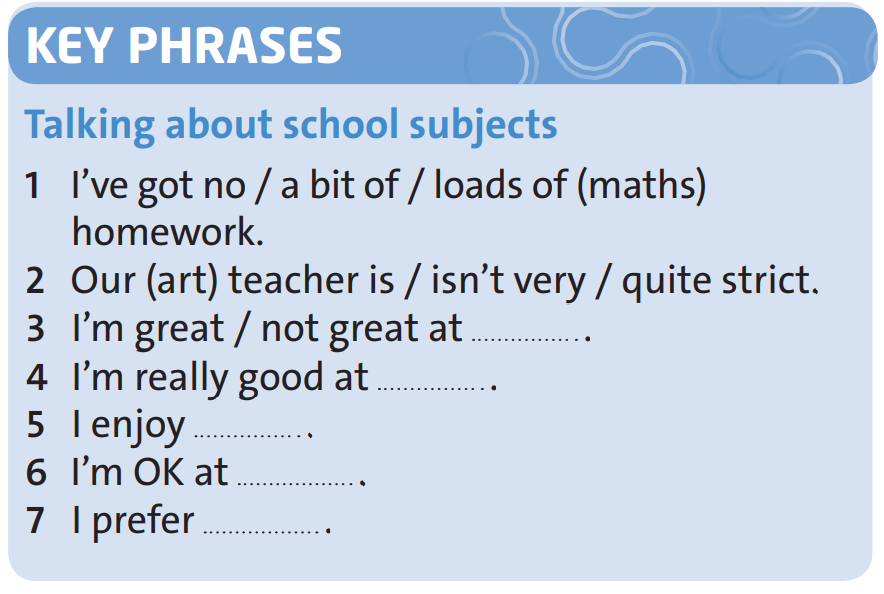 KEY PHRASES
Talking about school subjects
1 I've got no / a bit of / loads of (maths)
homework.
2 Our (art) teacher is / isn't very / quite strict.
3 I'm great / not great at ................ .
4 I'm really good at ................ .
5 I enjoy ................ .
6 I'm OK at ................ .
7 I prefer ................ .